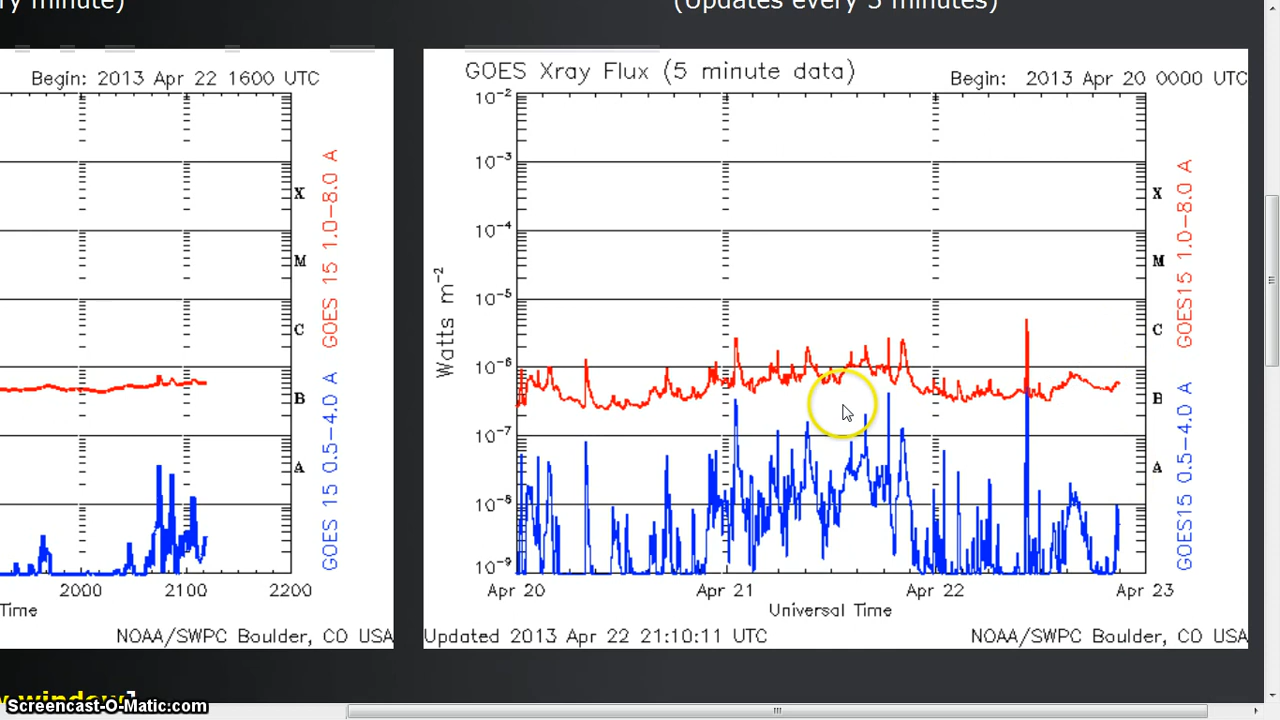 ry minute)
(Updates every 5 minutes)
Begin: 2013 Apr 22 1600 UTC
X
M
C
B
A
GOES 15 1.0-8.0 A
GOES 15 0.5-4.0 A
2000 2100 2200
Time
NOAA/SWPC Boulder, CO USA
GOES Xray Flux (5 minute data)
Begin: 2013 Apr 20 0000 UTC
10-2
10-3
10-4
10-5
10-6
10-7
10-8
10-9
Watts m-2
X
M
C
B
A
GOES15 1.0-8.0 A
GOES15 0.5-4.0 A
Apr 20 Apr 21 Apr 22 Apr 23
Universal Time
Updated 2013 Apr 22 21:10:11 UTC
NOAA/SWPC Boulder, CO USA
window]
Screencast-O-Matic.com